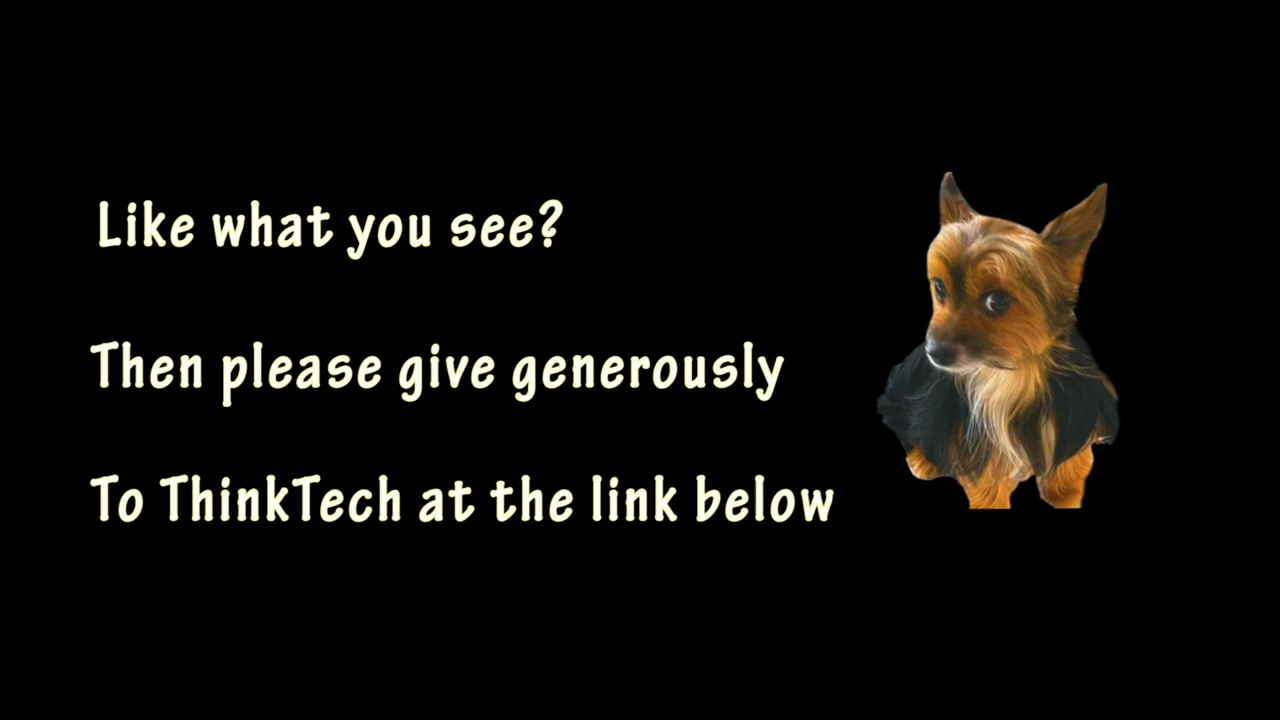 Like what you see?
Then please give generously
To ThinkTech at the link below